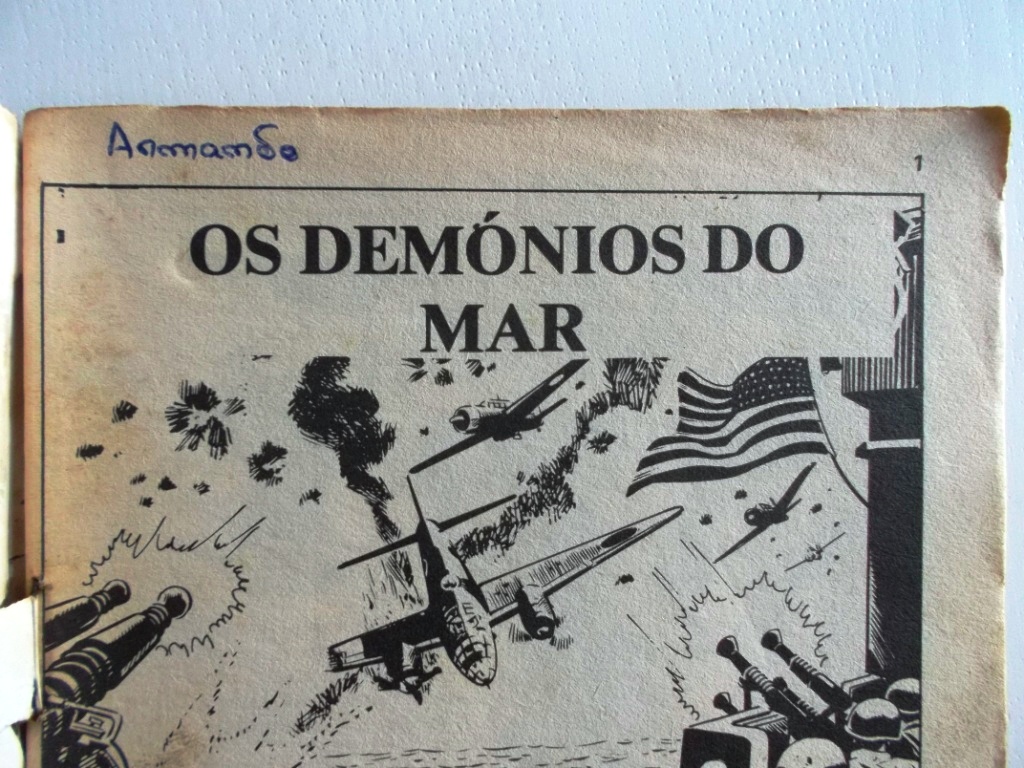 Armando
1
OS DEMÓNIOS DO
MAR